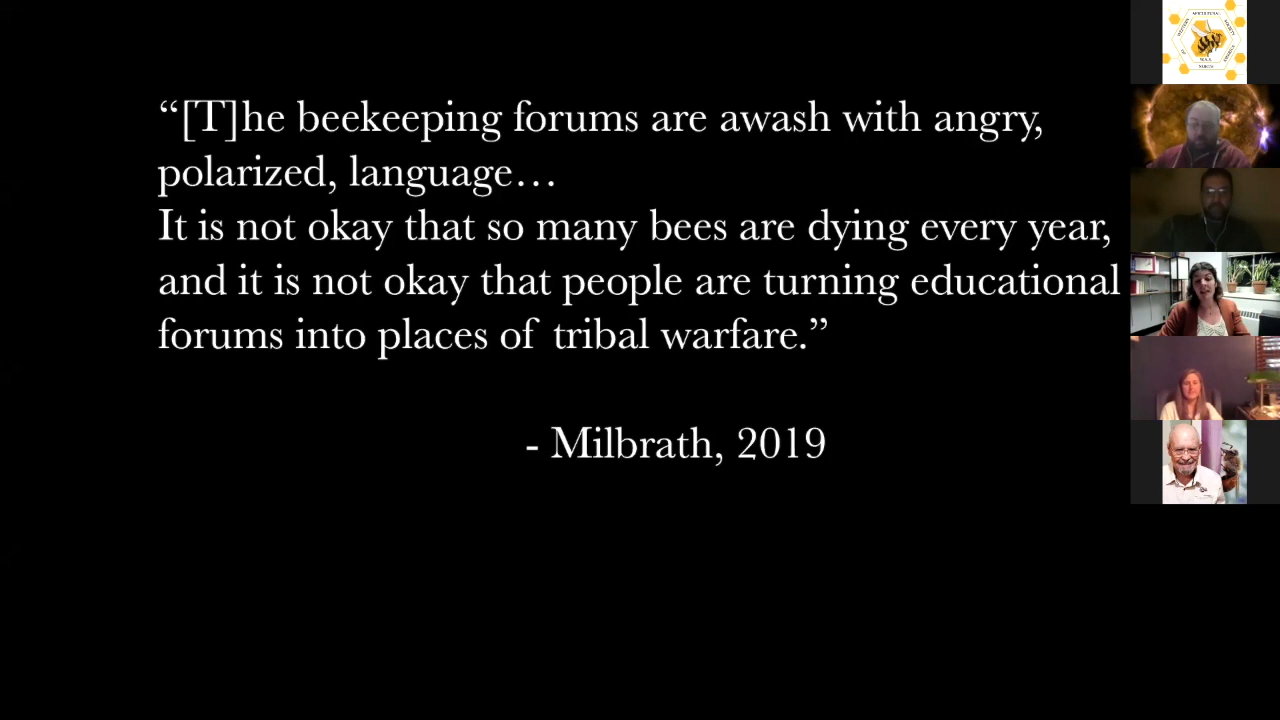 “[T]he beekeeping forums are awash with angry,
polarized, language…
It is not okay that so many bees are dying every year,
and it is not okay that people are turning educational
forums into places of tribal warfare.”
- Milbrath, 2019